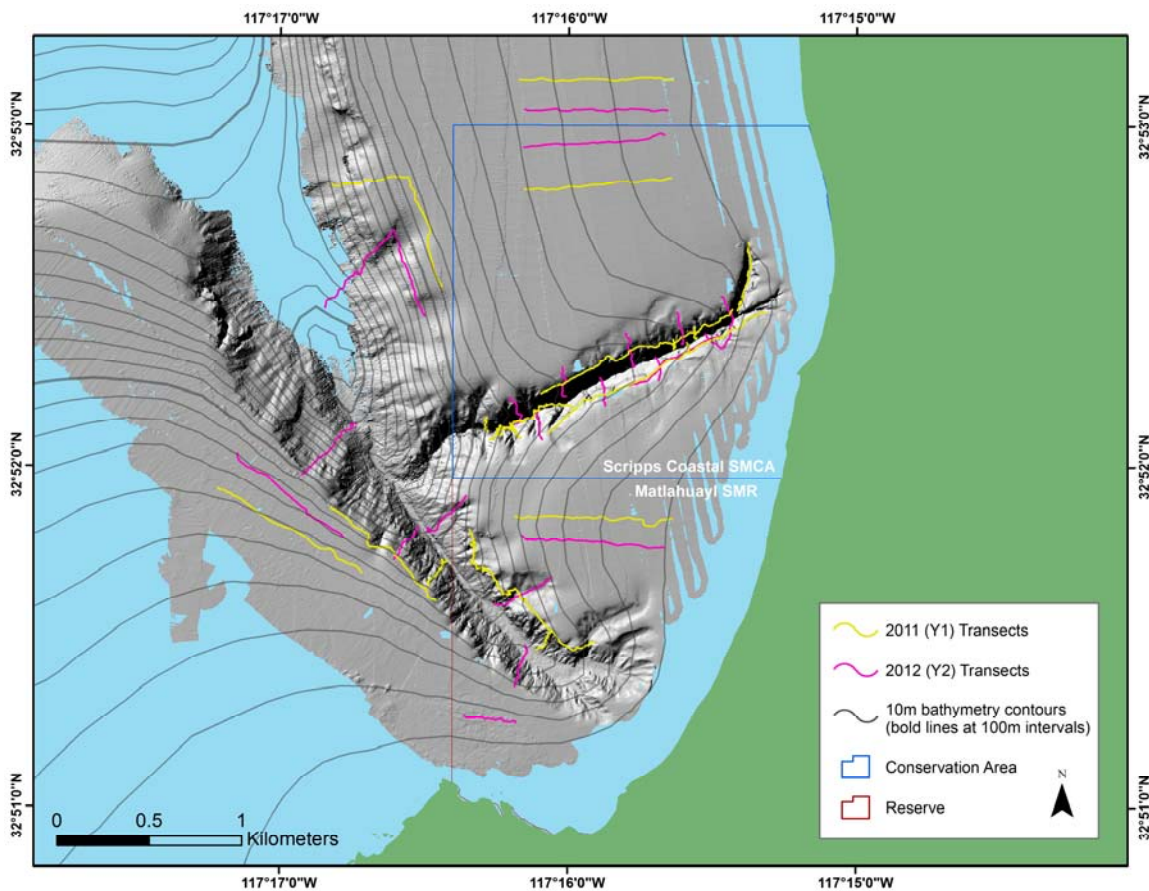 117°17'0"W 117°16'0"W 117°15'0"W
32°53'0"N
32°53'0"N
32°52'0"N
32°52'0"N
Scripps Coastal SMCA
Matlahuayl SMR
2011 (Y1) Transects
2012 (Y2) Transects
10m bathymetry contours
(bold lines at 100m intervals)
Conservation Area
Reserve
N
32°51'0"N
32°51'0"N
0 0.5 1
Kilometers
117°17'0"W 117°16'0"W 117°15'0"W